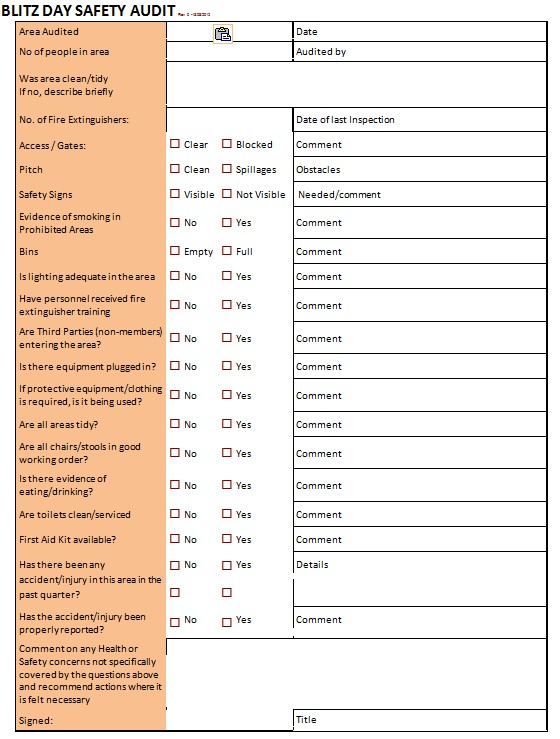 BLITZ DAY SAFETY AUDIT
Area Audited Date
No of people in area Audited by
Was area clean/tidy
If no, describe briefly
No. of Fire Extinguishers: Date of last Inspection
Access / Gates: Clear Blocked Comment
Pitch Clean Spillages Obstacles
Safety Signs Visible Not Visible Needed/comment
Evidence of smoking in
Prohibited Areas No Yes Comment
Bins Empty Full Comment
Is lighting adequate in the area No Yes Comment
Have personnel received fire
extinguisher training No Yes Comment
Are Third Parties (non-members)
entering the area? No Yes Comment
Is there equipment plugged in? No Yes Comment
If protective equipment/clothing
is required, is it being used? No Yes Comment
Are all areas tidy? No Yes Comment
Are all chairs/stools in good
working order? No Yes Comment
Is there evidence of
eating/drinking? No Yes Comment
Are toilets clean/serviced No Yes Comment
First Aid Kit available? No Yes Comment
Has there been any No Yes Details
accident/injury in this area in the
past quarter?
Has the accident/injury been
properly reported? No Yes Comment
Comment on any Health or
Safety concerns not specifically
covered by the questions above
and recommend actions where it
is felt necessary
Signed: Title